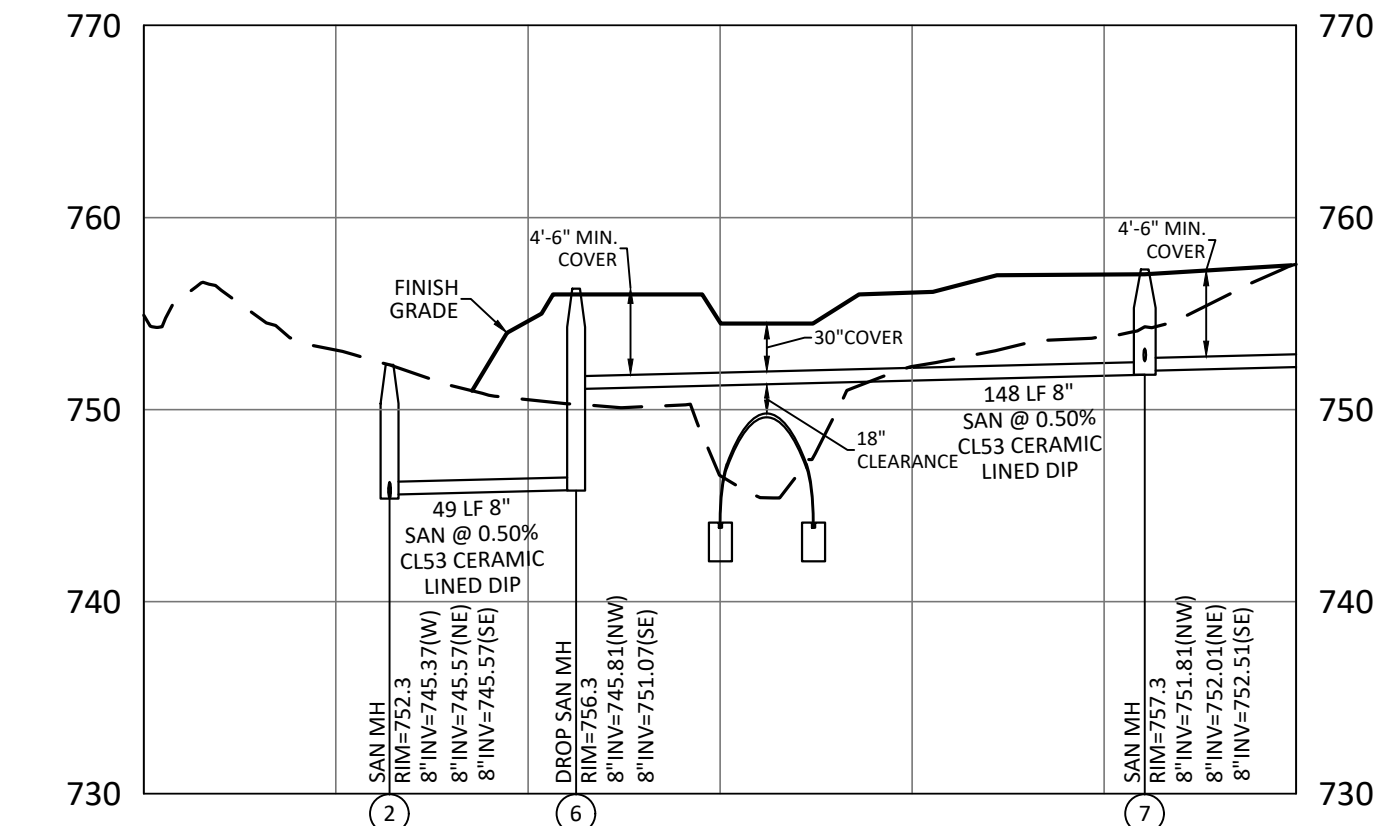 770
770
760
760
750
750
740
740
730
730
4'-6" MIN.
COVER
4'-6" MIN.
COVER
FINISH
GRADE
30"COVER
18"
CLEARANCE
148 LF 8"
SAN @ 0.50%
CL53 CERAMIC
LINED DIP
49 LF 8"
SAN @ 0.50%
CL53 CERAMIC
LINED DIP
SAN MH
RIM=752.3
8"INV=745.37(W)
8"INV=745.57(NE)
8"INV=745.57(SE)
DROP SAN MH
RIM=756.3
8"INV=745.81(NW)
8"INV=751.07(SE)
SAN MH
RIM=757.3
8"INV=751.81(NW)
8"INV=752.01(NE)
8"INV=752.51(SE)
2
6
7